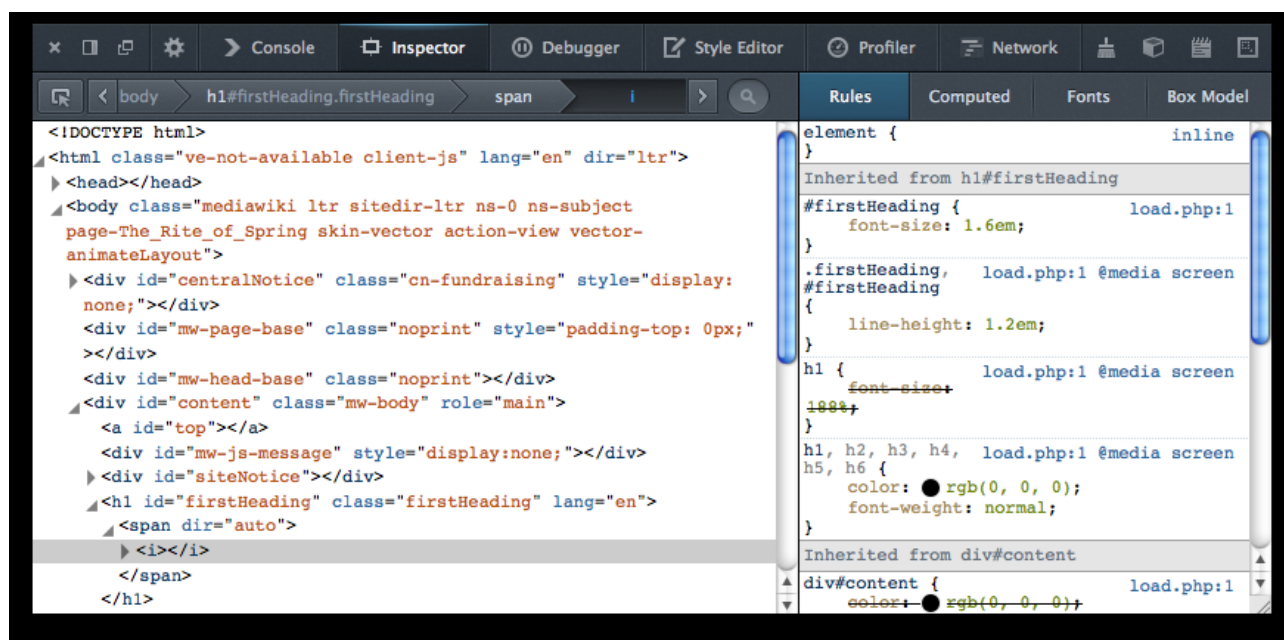 Console Inspector Debugger Style Editor Profiler Network
body h1#firstHeading.firstHeading span i
<!DOCTYPE html>
<html class="ve-not-available client-js" lang="en" dir="ltr">
<head></head>
<body class="mediawiki ltr sitedir-ltr ns-0 ns-subject
page-The_Rite_of_Spring skin-vector action-view vector-
animateLayout">
<div id="centralNotice" class="cn-fundraising" style="display:
none;"></div>
<div id="mw-page-base" class="noprint" style="padding-top: 0px;"
></div>
<div id="mw-head-base" class="noprint"></div>
<div id="content" class="mw-body" role="main">
<a id="top"></a>
<div id="mw-js-message" style="display:none;"></div>
<div id="siteNotice"></div>
<h1 id="firstHeading" class="firstHeading" lang="en">
<span dir="auto">
<i></i>
</span>
</h1>
Rules Computed Fonts Box Model
element { inline
}
Inherited from h1#firstHeading
#firstHeading { load.php:1
font-size: 1.6em;
}
.firstHeading, load.php:1 @media screen
#firstHeading
{
line-height: 1.2em;
}
h1 { load.php:1 @media screen
font-size:
188%;
}
h1, h2, h3, h4, load.php:1 @media screen
h5, h6 {
color: rgb(0, 0, 0);
font-weight: normal;
}
Inherited from div#content
div#content { load.php:1
color: rgb(0, 0, 0);